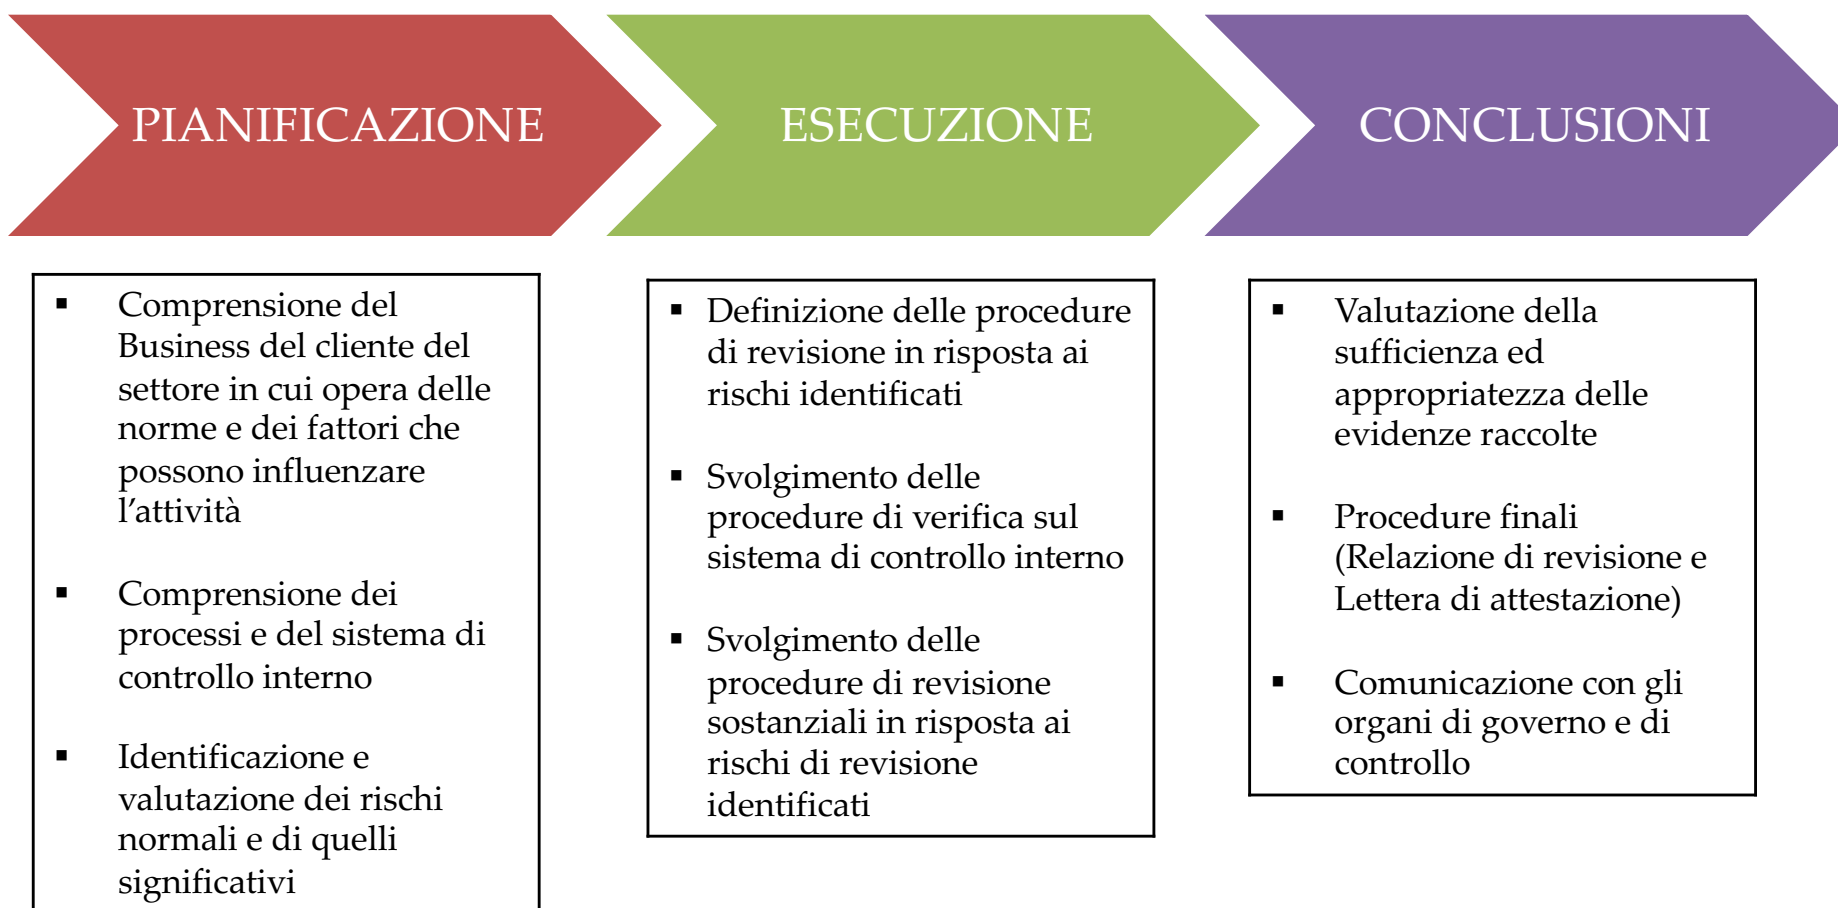 PIANIFICAZIONE
ESECUZIONE
CONCLUSIONI
▪ Comprensione del
Business del cliente del
settore in cui opera delle
norme e dei fattori che
possono influenzare
l’attività
▪ Comprensione dei
processi e del sistema di
controllo interno
▪ Identificazione e
valutazione dei rischi
normali e di quelli
significativi
▪ Definizione delle procedure
di revisione in risposta ai
rischi identificati
▪ Svolgimento delle
procedure di verifica sul
sistema di controllo interno
▪ Svolgimento delle
procedure di revisione
sostanziali in risposta ai
rischi di revisione
identificati
▪ Valutazione della
sufficienza ed
appropriatezza delle
evidenze raccolte
▪ Procedure finali
(Relazione di revisione e
Lettera di attestazione)
▪ Comunicazione con gli
organi di governo e di
controllo